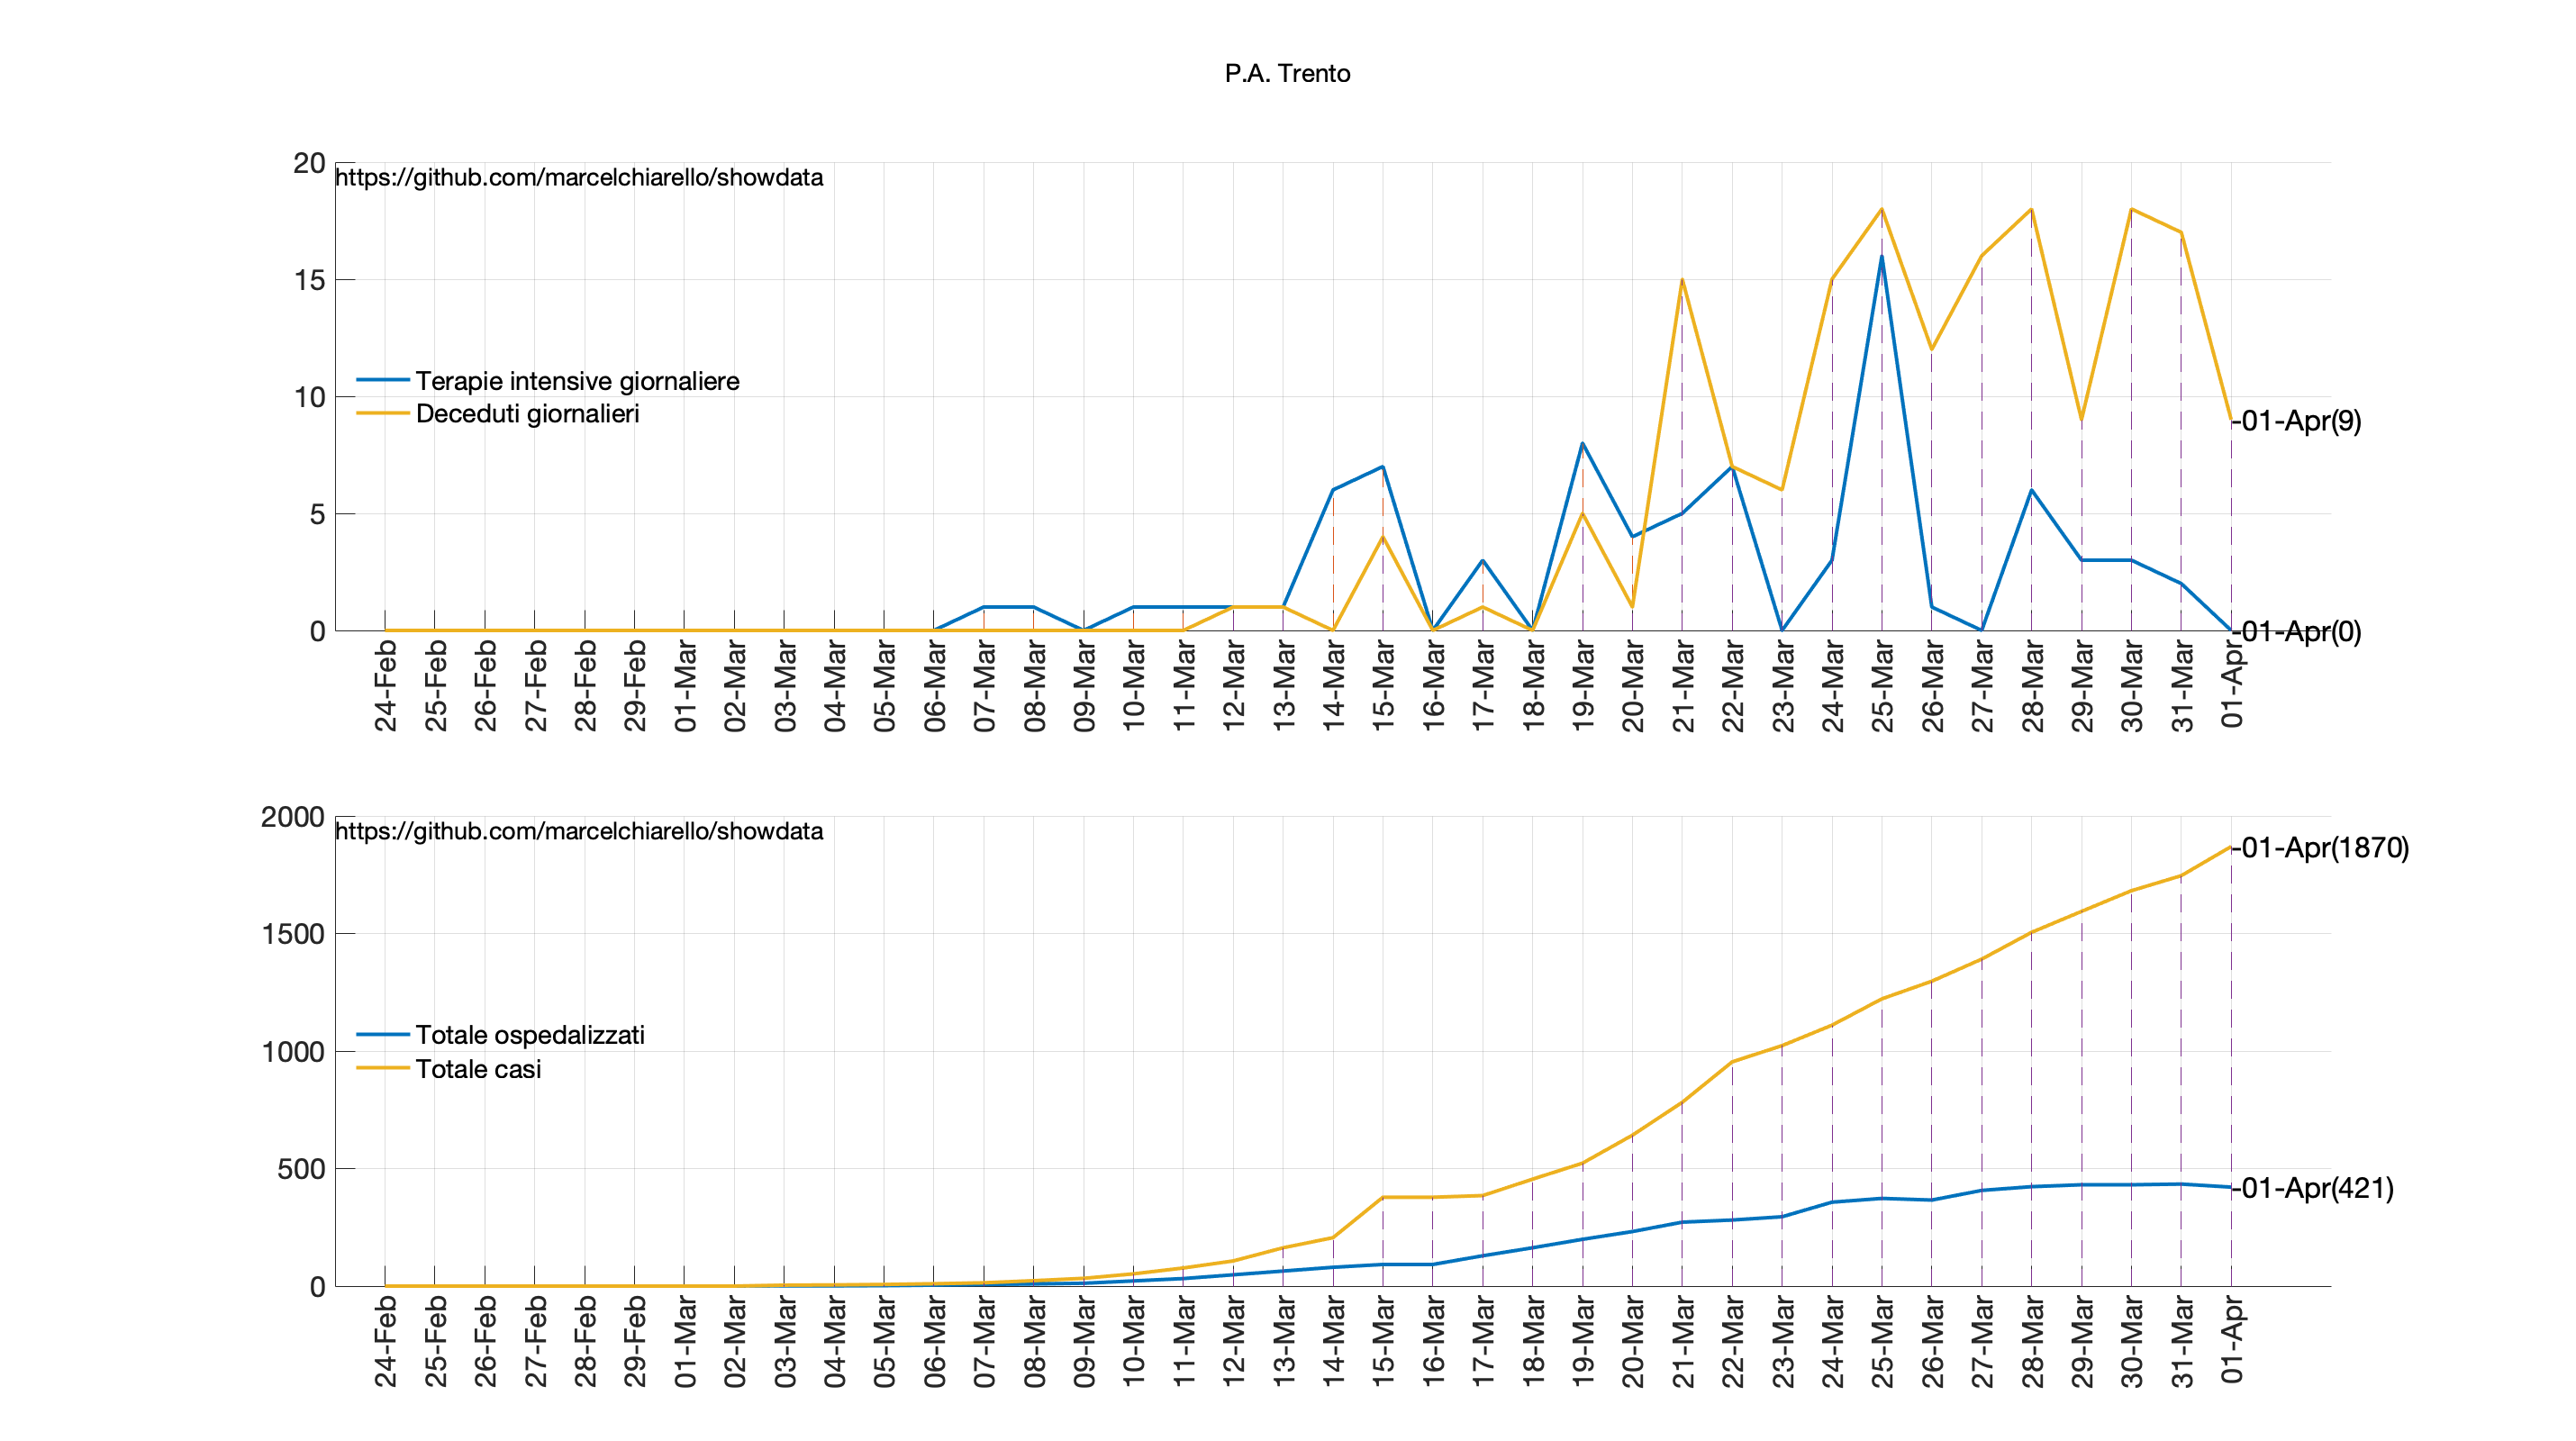 P.A. Trento
20
https://github.com/marcelchiarello/showdata
15
Terapie intensive giornaliere
10
Deceduti giornalieri
-01-Apr(9)
5
0
-01-Apr(0)
24-Feb
25-Feb
26-Feb
27-Feb
28-Feb
29-Feb
01-Mar
02-Mar
03-Mar
04-Mar
05-Mar
06-Mar
07-Mar
08-Mar
09-Mar
10-Mar
11-Mar
12-Mar
13-Mar
14-Mar
15-Mar
16-Mar
17-Mar
18-Mar
19-Mar
20-Mar
21-Mar
22-Mar
23-Mar
24-Mar
25-Mar
26-Mar
27-Mar
28-Mar
29-Mar
30-Mar
31-Mar
01-Apr
2000
https://github.com/marcelchiarello/showdata
-01-Apr(1870)
1500
Totale ospedalizzati
1000
Totale casi
500
-01-Apr(421)
0
24-Feb
25-Feb
26-Feb
27-Feb
28-Feb
29-Feb
01-Mar
02-Mar
03-Mar
04-Mar
05-Mar
06-Mar
07-Mar
08-Mar
09-Mar
10-Mar
11-Mar
12-Mar
13-Mar
14-Mar
15-Mar
16-Mar
17-Mar
18-Mar
19-Mar
20-Mar
21-Mar
22-Mar
23-Mar
24-Mar
25-Mar
26-Mar
27-Mar
28-Mar
29-Mar
30-Mar
31-Mar
01-Apr